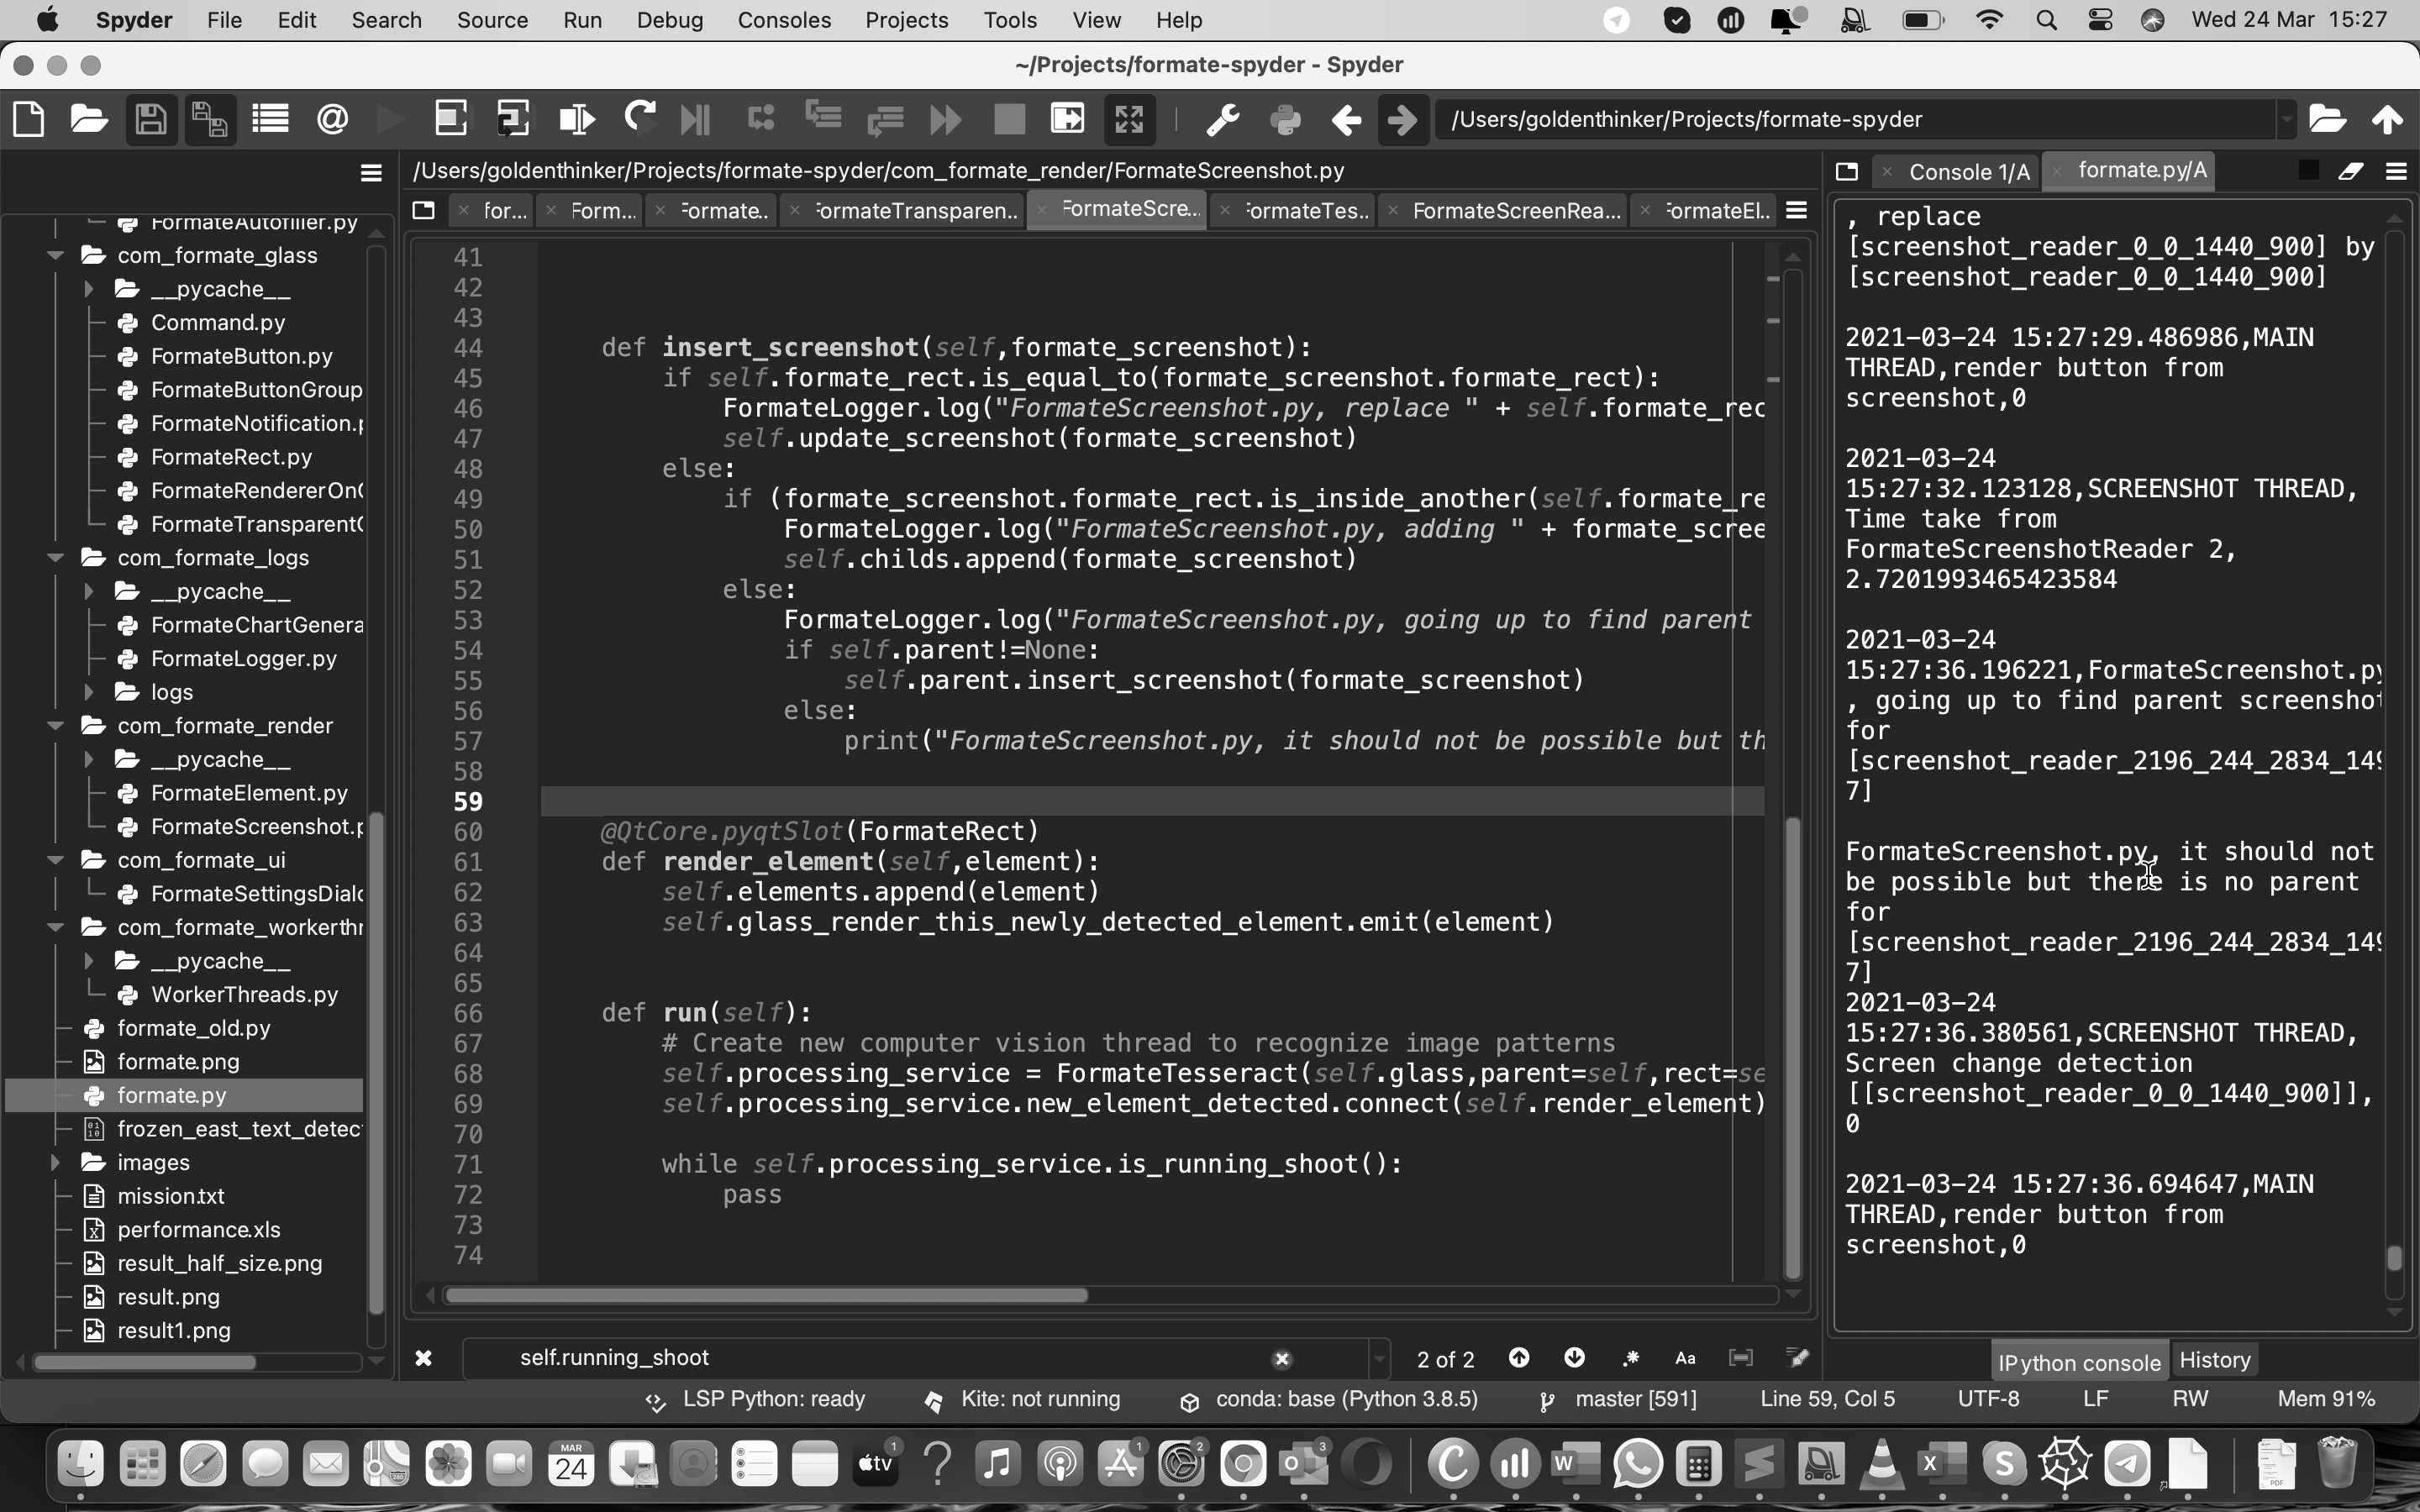 Spyder File Edit Search Source Run Debug Consoles Projects Tools View Help Wed 24 Mar 15:27
~/Projects/formate-spyder - Spyder
/Users/goldenthinker/Projects/formate-spyder
/Users/goldenthinker/Projects/formate-spyder/com_formate_render/FormateScreenshot.py
Console 1/A formate.py/A
for... Form... Formate.. FormateTransparen.. FormateScre... FormateTes.. FormateScreenRea... FormateEl..
FormateAutofiller.py
com_formate_glass
__pycache__
Command.py
FormateButton.py
FormateButtonGroup
FormateNotification.p
FormateRect.py
FormateRendererOn
FormateTransparent
com_formate_logs
__pycache__
FormateChartGenera
FormateLogger.py
logs
com_formate_render
__pycache__
FormateElement.py
FormateScreenshot.p
com_formate_ui
FormateSettingsDialo
com_formate_workerthr
__pycache__
WorkerThreads.py
formate_old.py
formate.png
formate.py
frozen_east_text_detec
images
mission.txt
performance.xls
result_half_size.png
result.png
result1.png
41
42
43
44 def insert_screenshot(self,formate_screenshot):
45 if self.formate_rect.is_equal_to(formate_screenshot.formate_rect):
46 FormateLogger.log("FormateScreenshot.py, replace " + self.formate_rec
47 self.update_screenshot(formate_screenshot)
48 else:
49 if (formate_screenshot.formate_rect.is_inside_another(self.formate_re
50 FormateLogger.log("FormateScreenshot.py, adding " + formate_scree
51 self.childs.append(formate_screenshot)
52 else:
53 FormateLogger.log("FormateScreenshot.py, going up to find parent
54 if self.parent!=None:
55 self.parent.insert_screenshot(formate_screenshot)
56 else:
57 print("FormateScreenshot.py, it should not be possible but th
58
59
60 @QtCore.pyqtSlot(FormateRect)
61 def render_element(self,element):
62 self.elements.append(element)
63 self.glass_render_this_newly_detected_element.emit(element)
64
65
66 def run(self):
67 # Create new computer vision thread to recognize image patterns
68 self.processing_service = FormateTesseract(self.glass,parent=self,rect=se
69 self.processing_service.new_element_detected.connect(self.render_element)
70
71 while self.processing_service.is_running_shoot():
72 pass
73
74
self.running_shoot 2 of 2 Aa
, replace
[screenshot_reader_0_0_1440_900] by
[screenshot_reader_0_0_1440_900]
2021-03-24 15:27:29.486986,MAIN
THREAD,render button from
screenshot,0
2021-03-24
15:27:32.123128,SCREENSHOT THREAD,
Time take from
FormateScreenshotReader 2,
2.7201993465423584
2021-03-24
15:27:36.196221,FormateScreenshot.py
, going up to find parent screenshot
for
[screenshot_reader_2196_244_2834_149
7]
FormateScreenshot.py, it should not
be possible but there is no parent
for
[screenshot_reader_2196_244_2834_149
7]
2021-03-24
15:27:36.380561,SCREENSHOT THREAD,
Screen change detection
[[screenshot_reader_0_0_1440_900]],
0
2021-03-24 15:27:36.694647,MAIN
THREAD,render button from
screenshot,0
IPython console History
LSP Python: ready Kite: not running conda: base (Python 3.8.5) master [591] Line 59, Col 5 UTF-8 LF RW Mem 91%
MAR
24
tv
1
1
2
3
PDF